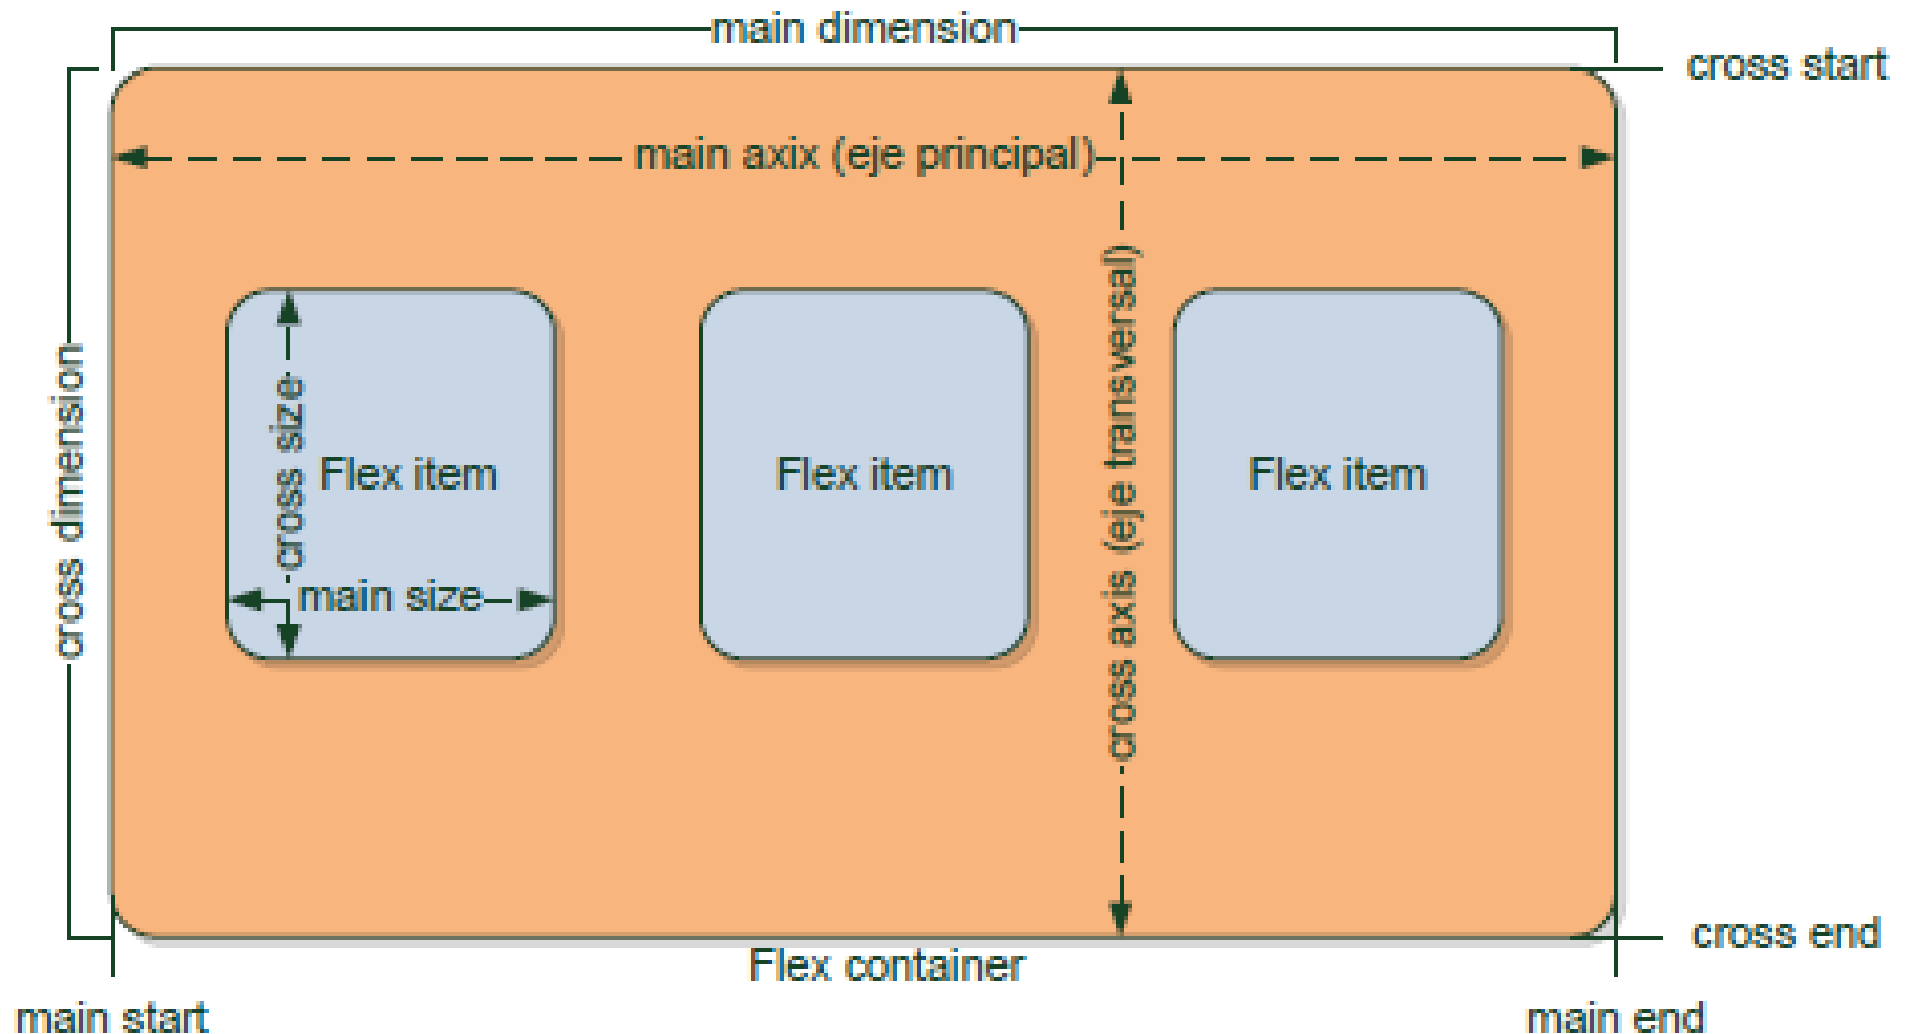 main dimension
cross start
main axix (eje principal)
cross dimension
cross size
Flex item
main size
Flex item
cross axis (eje transversal)
Flex item
cross end
Flex container
main start
main end